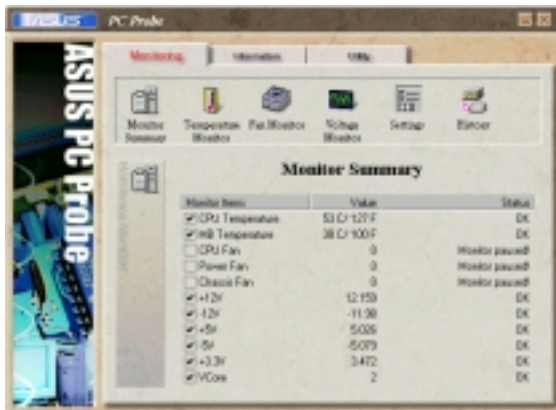 ASUS PC Probe
ASUS PC Probe
Monitoring Information Utility
Monitor Summary Temperature Monitor Fan Monitor Voltage Monitor Settings History
Monitor Summary
Monitor Items Value Status
CPU Temperature 53 C / 127 F OK
MB Temperature 38 C / 100 F OK
CPU Fan 0 Monitor paused!
Power Fan 0 Monitor paused!
Chassis Fan 0 Monitor paused!
+12V 12.159 OK
-12V -11.98 OK
+5V 5.026 OK
-5V -5.079 OK
+3.3V 3.472 OK
VCore 2 OK